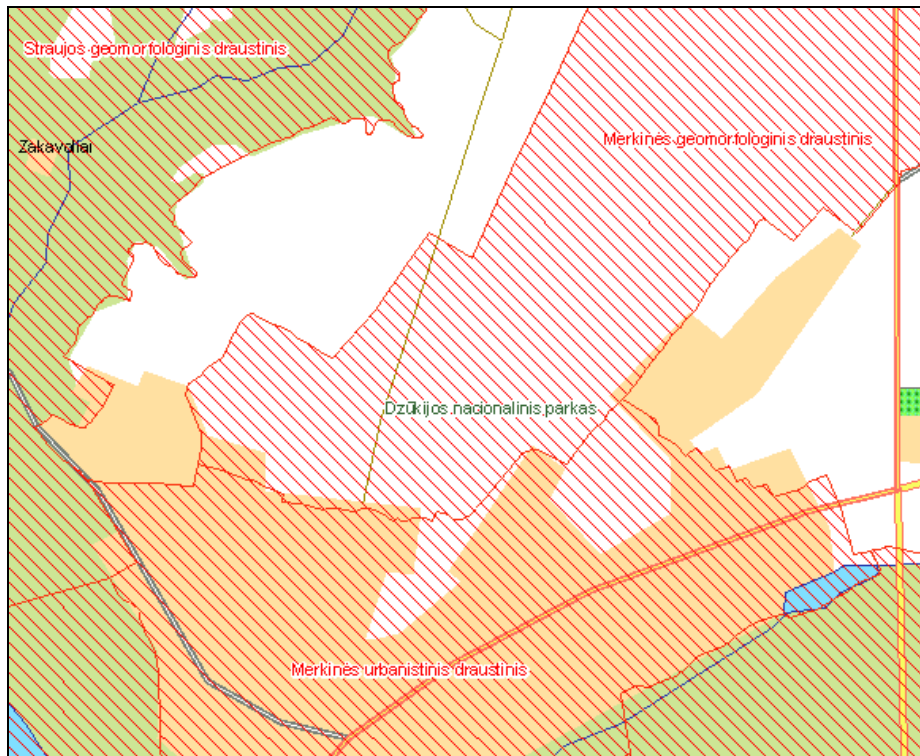 Straujos geomorfologinis draustinis
Merkinės geomorfologinis draustinis
Zakavoliai
Dzūkijos nacionalinis parkas
Merkinės urbanistinis draustinis